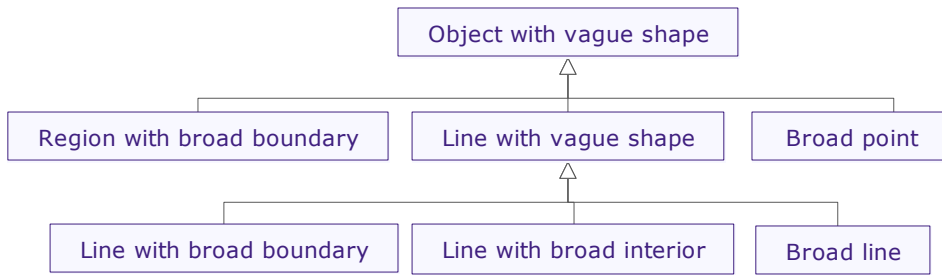 Object with vague shape
Region with broad boundary
Line with vague shape
Broad point
Line with broad boundary
Line with broad interior
Broad line